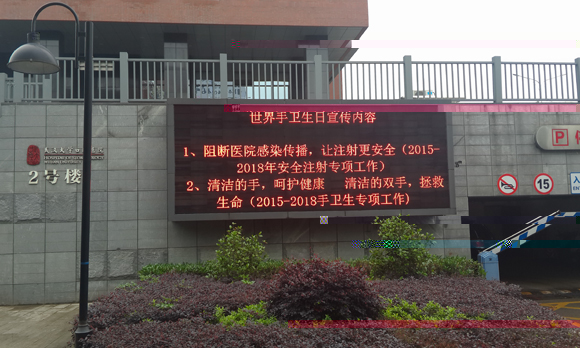 世界手卫生日宣传内容
1、阻断医院感染传播，让注射更安全（2015-
2018年安全注射专项工作）
2、清洁的手，呵护健康　清洁的双手，拯救
生命（2015-2018手卫生专项工作)
2号楼
P
15
入